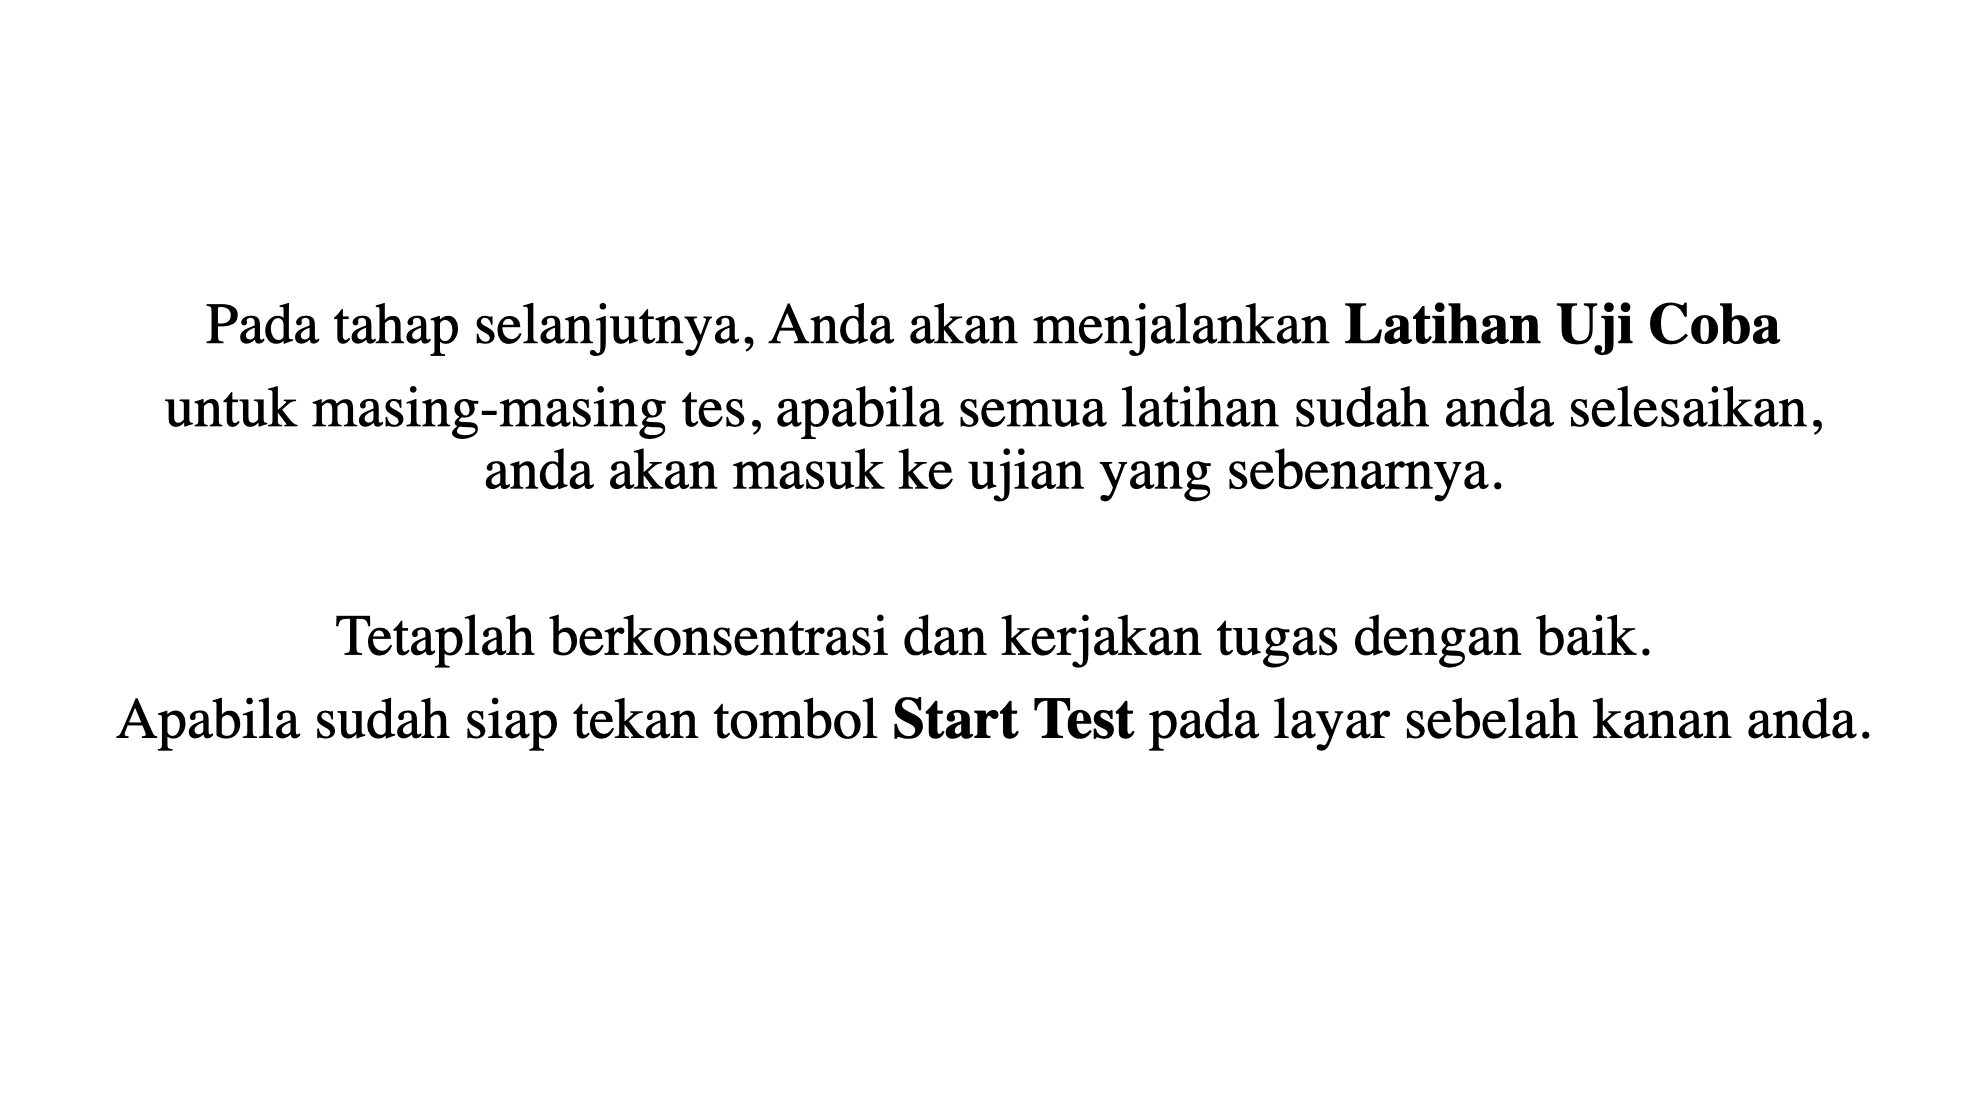 Pada tahap selanjutnya, Anda akan menjalankan Latihan Uji Coba
untuk masing-masing tes, apabila semua latihan sudah anda selesaikan,
anda akan masuk ke ujian yang sebenarnya.
Tetaplah berkonsentrasi dan kerjakan tugas dengan baik.
Apabila sudah siap tekan tombol Start Test pada layar sebelah kanan anda.